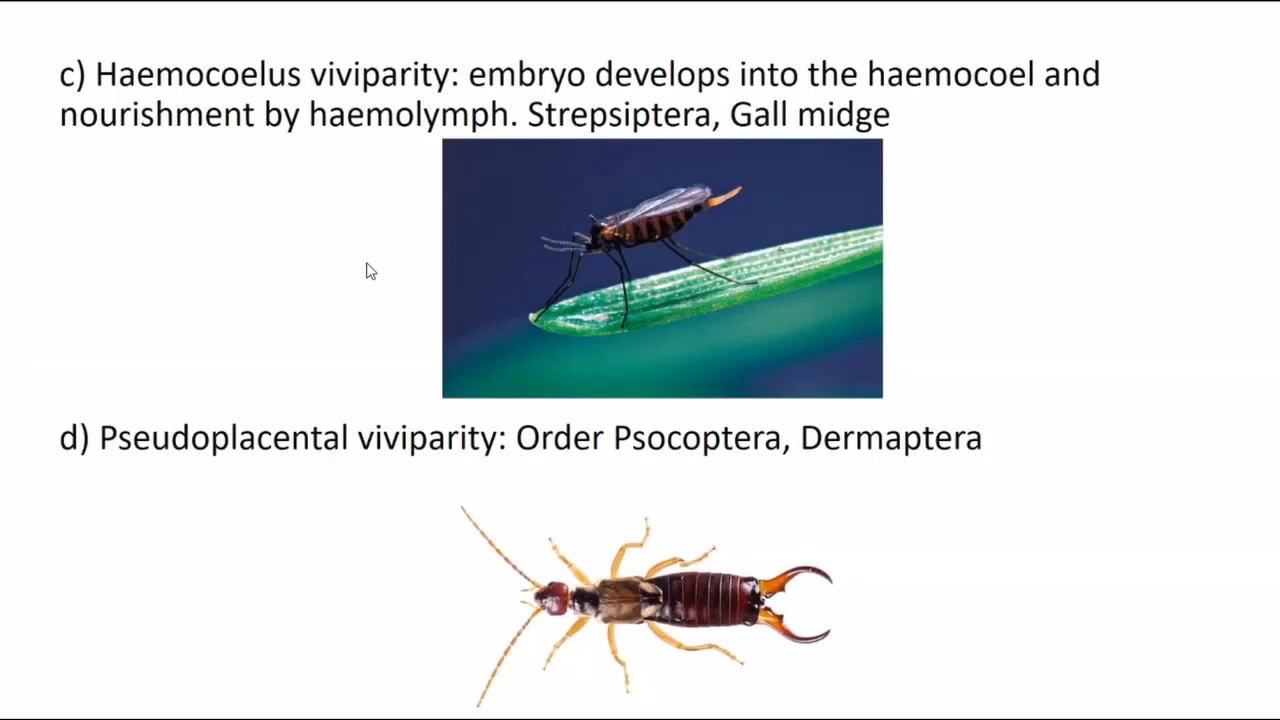 c) Haemocoelus viviparity: embryo develops into the haemocoel and
nourishment by haemolymph. Strepsiptera, Gall midge
d) Pseudoplacental viviparity: Order Psocoptera, Dermaptera